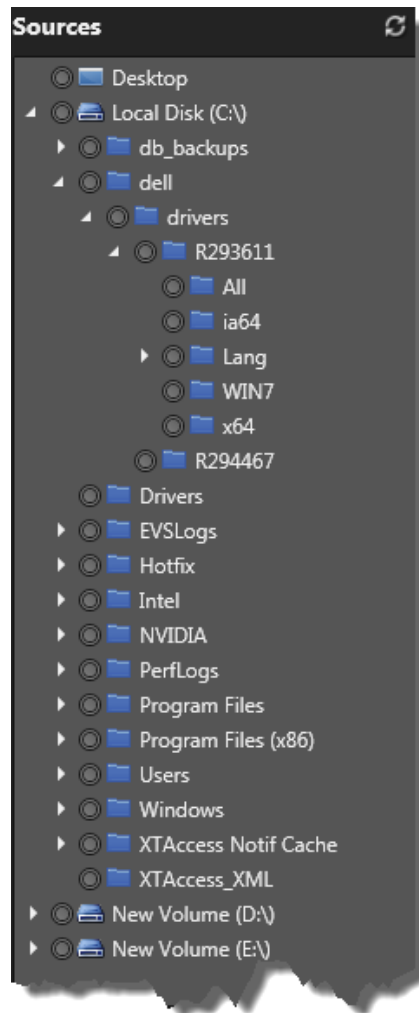 Sources
Desktop
Local Disk (C:\)
db_backups
dell
drivers
R293611
All
ia64
Lang
WIN7
x64
R294467
Drivers
EVSLogs
Hotfix
Intel
NVIDIA
PerfLogs
Program Files
Program Files (x86)
Users
Windows
XTAccess Notif Cache
XTAccess_XML
New Volume (D:\)
New Volume (E:\)